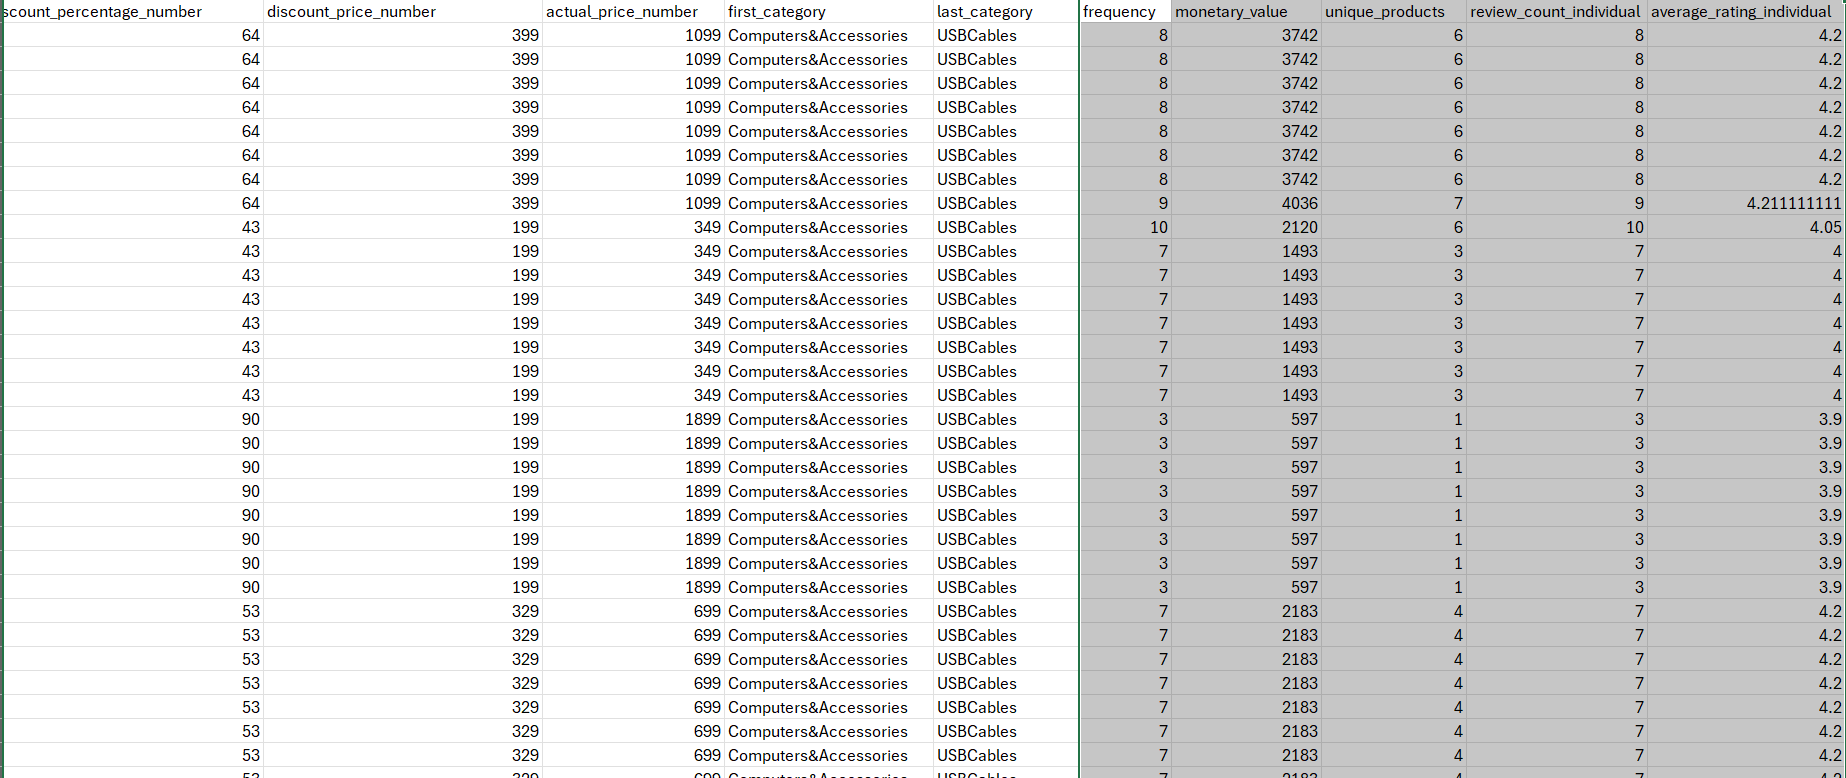 scount_percentage_number discount_price_number actual_price_number first_category last_category frequency monetary_value unique_products review_count_individual average_rating_individual
64 399 1099 Computers&Accessories USBCables 8 3742 6 8 4.2
64 399 1099 Computers&Accessories USBCables 8 3742 6 8 4.2
64 399 1099 Computers&Accessories USBCables 8 3742 6 8 4.2
64 399 1099 Computers&Accessories USBCables 8 3742 6 8 4.2
64 399 1099 Computers&Accessories USBCables 8 3742 6 8 4.2
64 399 1099 Computers&Accessories USBCables 8 3742 6 8 4.2
64 399 1099 Computers&Accessories USBCables 8 3742 6 8 4.2
64 399 1099 Computers&Accessories USBCables 9 4036 7 9 4.211111111
43 199 349 Computers&Accessories USBCables 10 2120 6 10 4.05
43 199 349 Computers&Accessories USBCables 7 1493 3 7 4
43 199 349 Computers&Accessories USBCables 7 1493 3 7 4
43 199 349 Computers&Accessories USBCables 7 1493 3 7 4
43 199 349 Computers&Accessories USBCables 7 1493 3 7 4
43 199 349 Computers&Accessories USBCables 7 1493 3 7 4
43 199 349 Computers&Accessories USBCables 7 1493 3 7 4
43 199 349 Computers&Accessories USBCables 7 1493 3 7 4
90 199 1899 Computers&Accessories USBCables 3 597 1 3 3.9
90 199 1899 Computers&Accessories USBCables 3 597 1 3 3.9
90 199 1899 Computers&Accessories USBCables 3 597 1 3 3.9
90 199 1899 Computers&Accessories USBCables 3 597 1 3 3.9
90 199 1899 Computers&Accessories USBCables 3 597 1 3 3.9
90 199 1899 Computers&Accessories USBCables 3 597 1 3 3.9
90 199 1899 Computers&Accessories USBCables 3 597 1 3 3.9
90 199 1899 Computers&Accessories USBCables 3 597 1 3 3.9
53 329 699 Computers&Accessories USBCables 7 2183 4 7 4.2
53 329 699 Computers&Accessories USBCables 7 2183 4 7 4.2
53 329 699 Computers&Accessories USBCables 7 2183 4 7 4.2
53 329 699 Computers&Accessories USBCables 7 2183 4 7 4.2
53 329 699 Computers&Accessories USBCables 7 2183 4 7 4.2
53 329 699 Computers&Accessories USBCables 7 2183 4 7 4.2
53 329 699 Computers&Accessories USBCables 7 2183 4 7 4.2